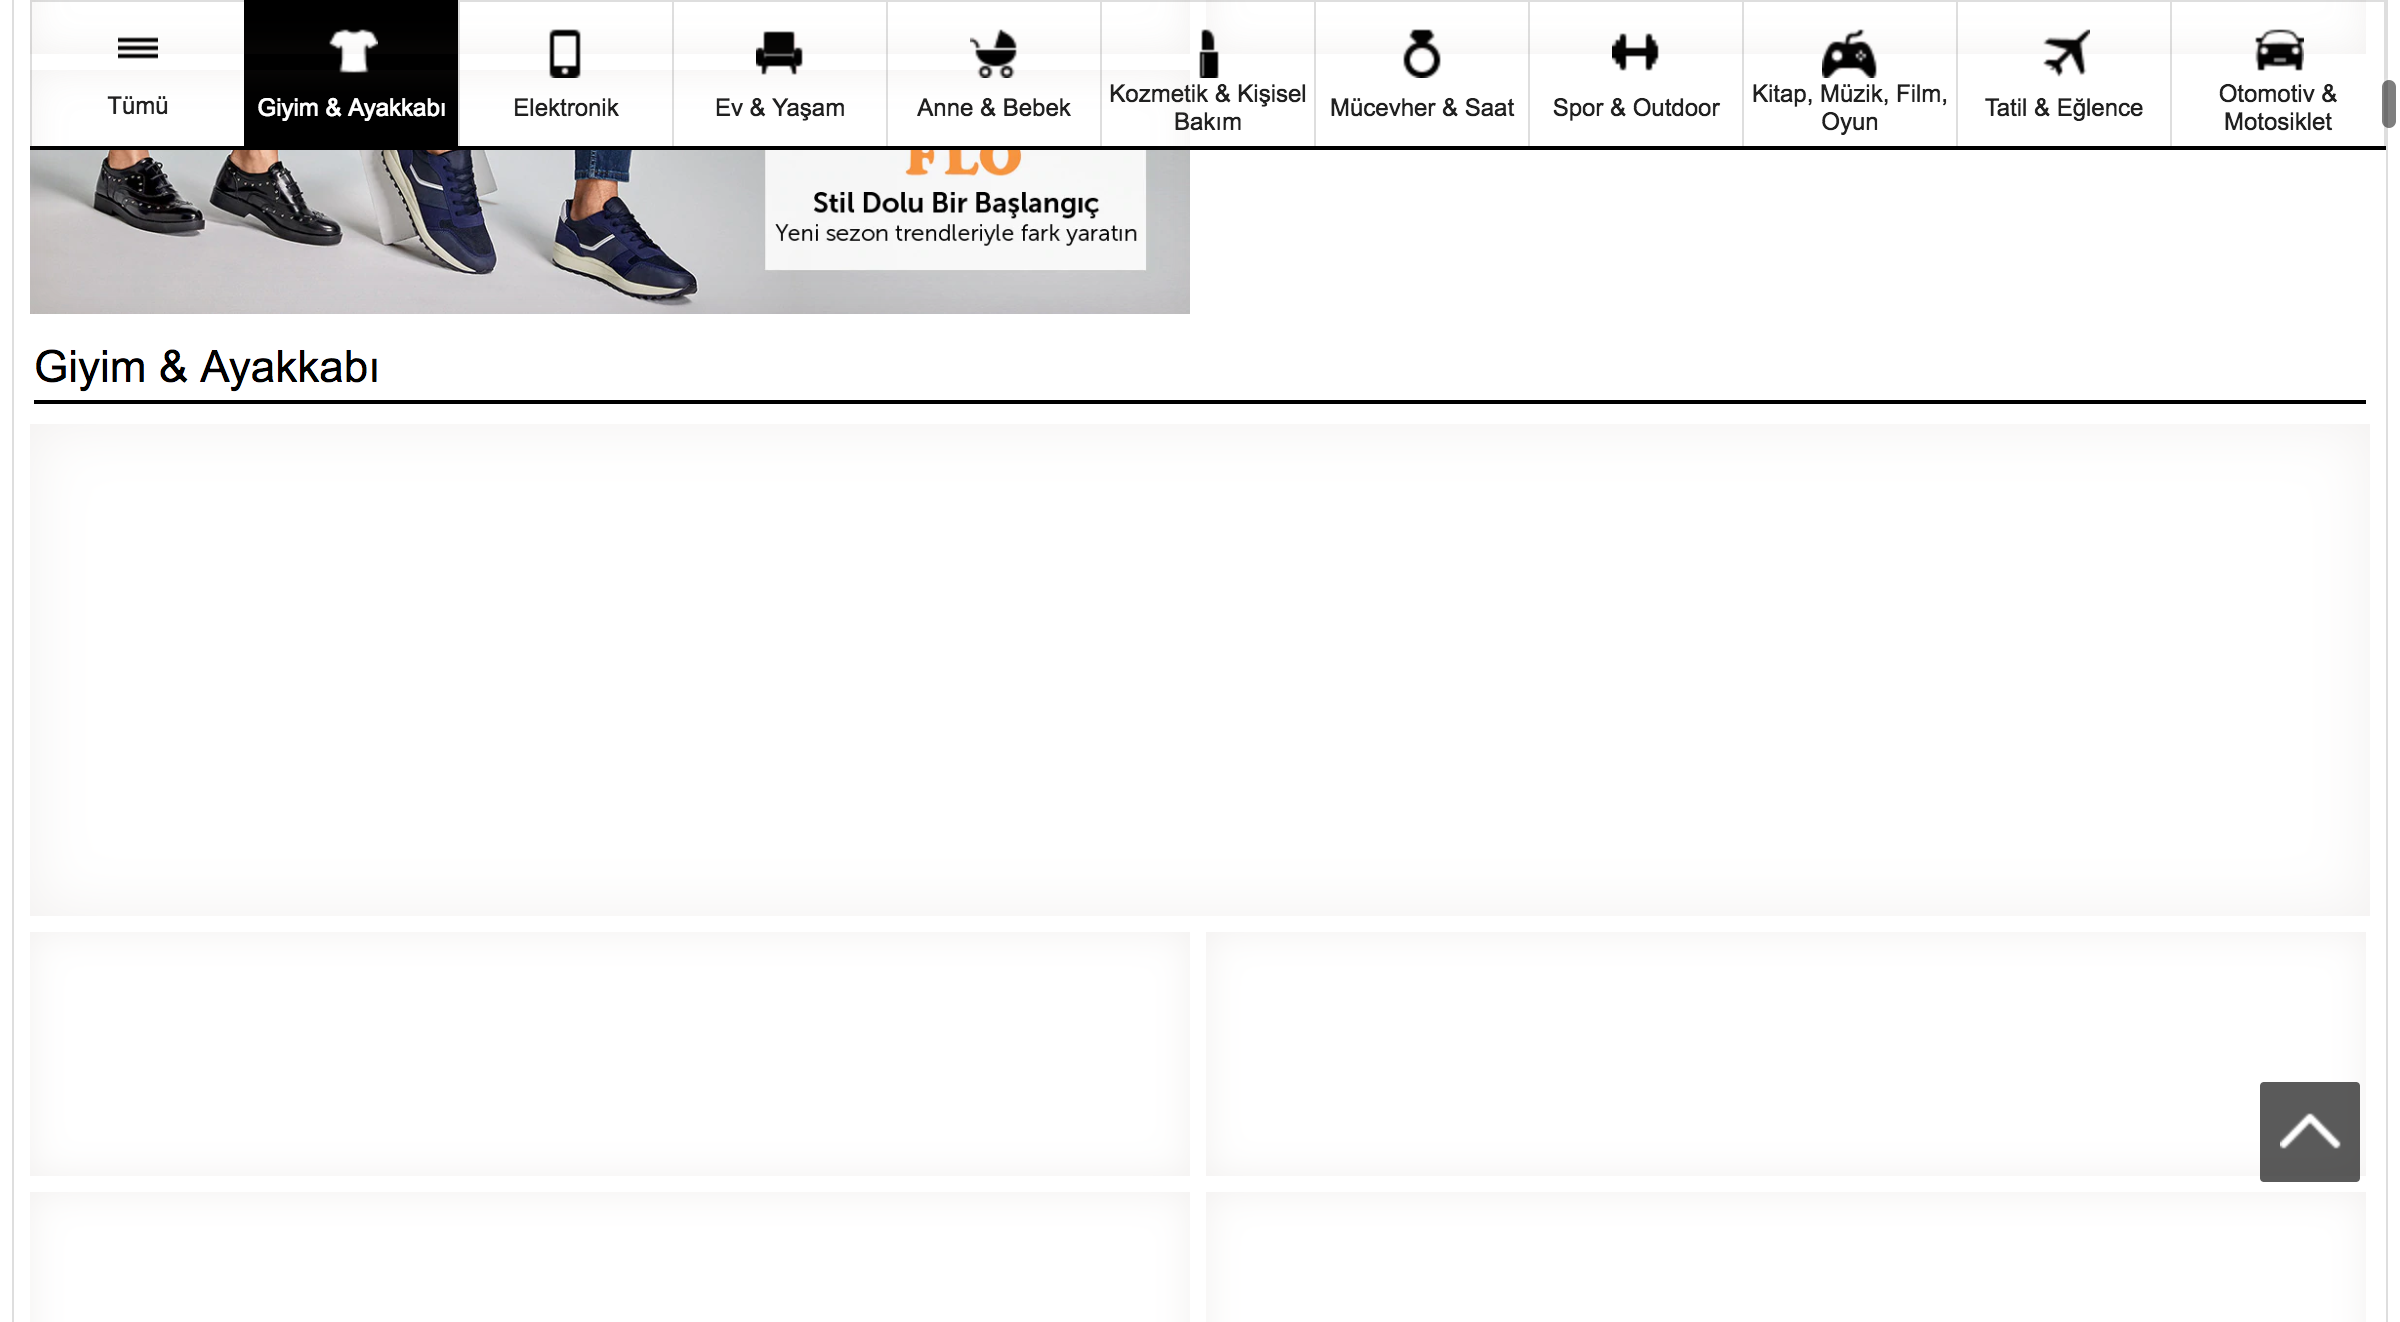 Tümü
Giyim & Ayakkabı
Elektronik
Ev & Yaşam
Anne & Bebek
Kozmetik & Kişisel
Bakım
Mücevher & Saat
Spor & Outdoor
Kitap, Müzik, Film,
Oyun
Tatil & Eğlence
Otomotiv &
Motosiklet
FLO
Stil Dolu Bir Başlangıç
Yeni sezon trendleriyle fark yaratın
Giyim & Ayakkabı